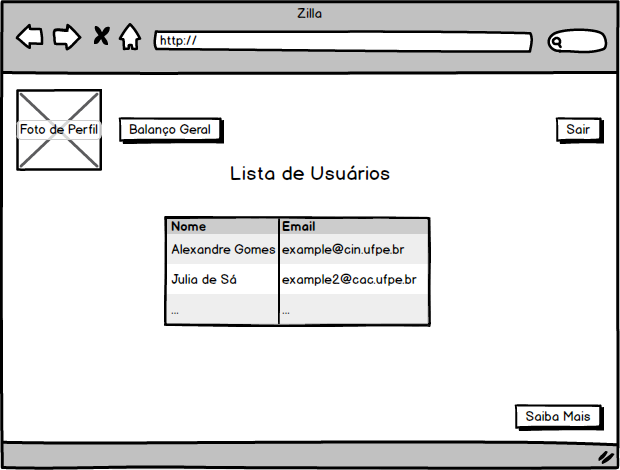 Zilla
http://
Foto de Perfil
Balanço Geral
Sair
Lista de Usuários
Nome Email
Alexandre Gomes example@cin.ufpe.br
Julia de Sá example2@cac.ufpe.br
... ...
Saiba Mais